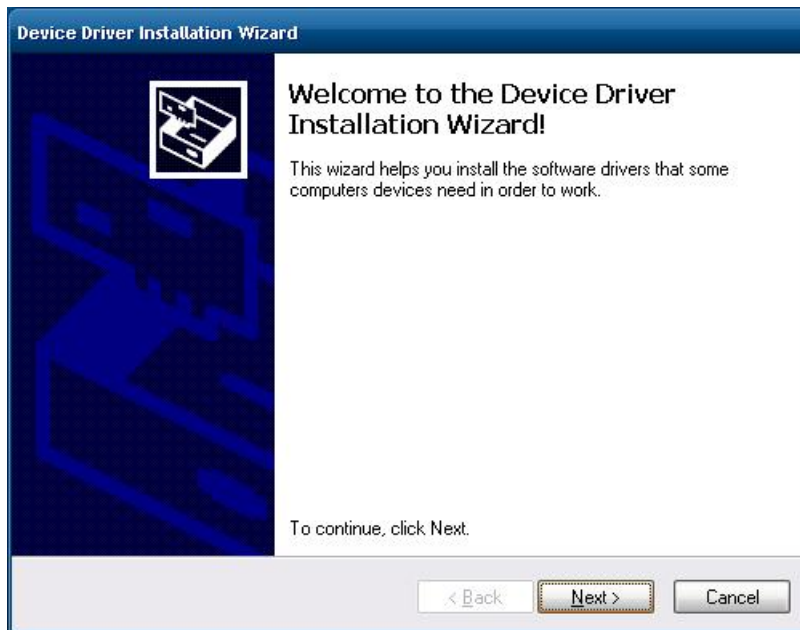 Device Driver Installation Wizard
Welcome to the Device Driver
Installation Wizard!
This wizard helps you install the software drivers that some
computers devices need in order to work.
To continue, click Next.
< Back
Next >
Cancel